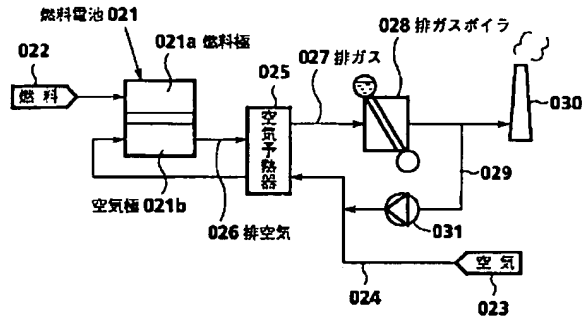 燃料電池 021
021a 燃料極
022
燃 料
025
027 排ガス
028 排ガスボイラ
030
空気予熱器
029
空気極 021b
026 排空気
031
024
空 気
023